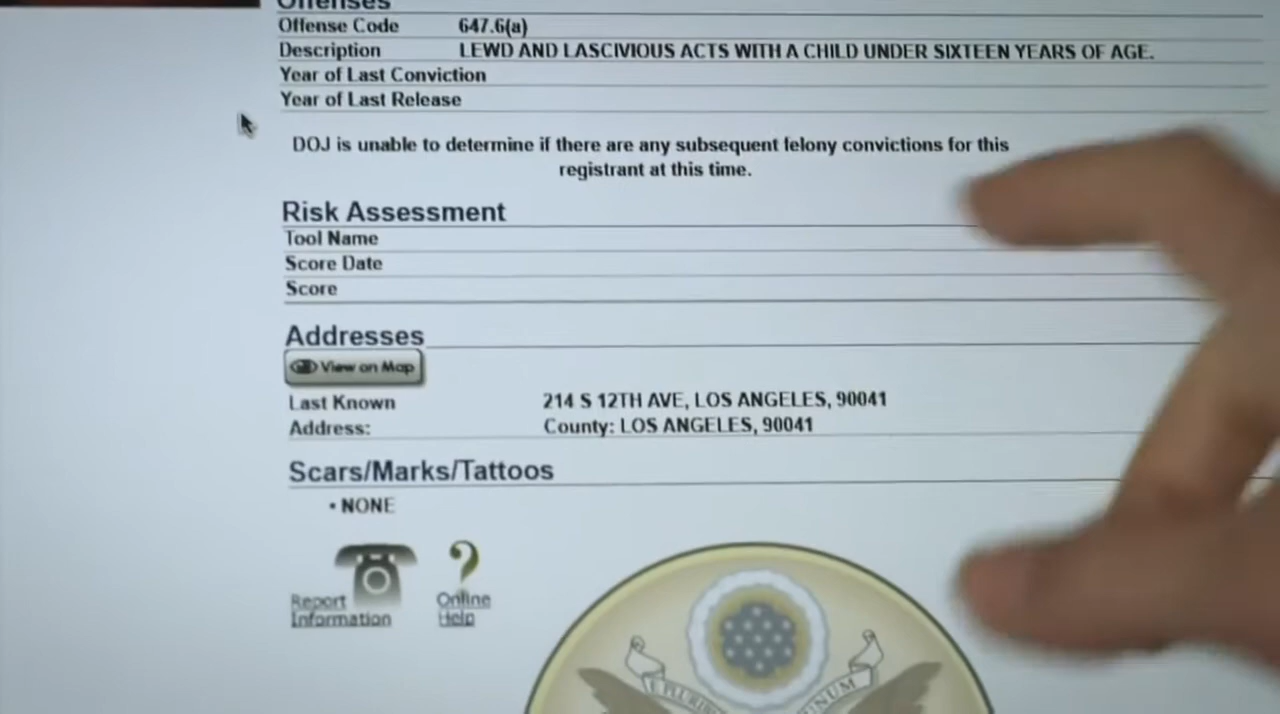 Offenses
Offense Code 647.6(a)
Description LEWD AND LASCIVIOUS ACTS WITH A CHILD UNDER SIXTEEN YEARS OF AGE.
Year of Last Conviction
Year of Last Release
DOJ is unable to determine if there are any subsequent felony convictions for this
registrant at this time.
Risk Assessment
Tool Name
Score Date
Score
Addresses
View on Map
Last Known 214 S 12TH AVE, LOS ANGELES, 90041
Address: County: LOS ANGELES, 90041
Scars/Marks/Tattoos
• NONE
Report
Information
Online
Help
E PLURIBUS UNUM